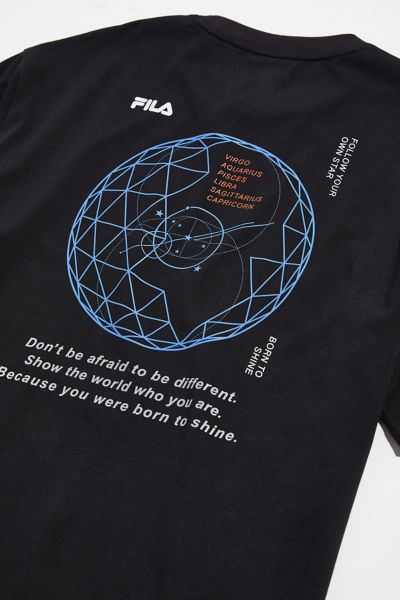 FILA
VIRGO
AQUARIUS
PISCES
LIBRA
SAGITTARIUS
CAPRICORN
FOLLOW YOUR
OWN STAR
BORN TO
SHINE
Don't be afraid to be different.
Show the world who you are.
Because you were born to shine.